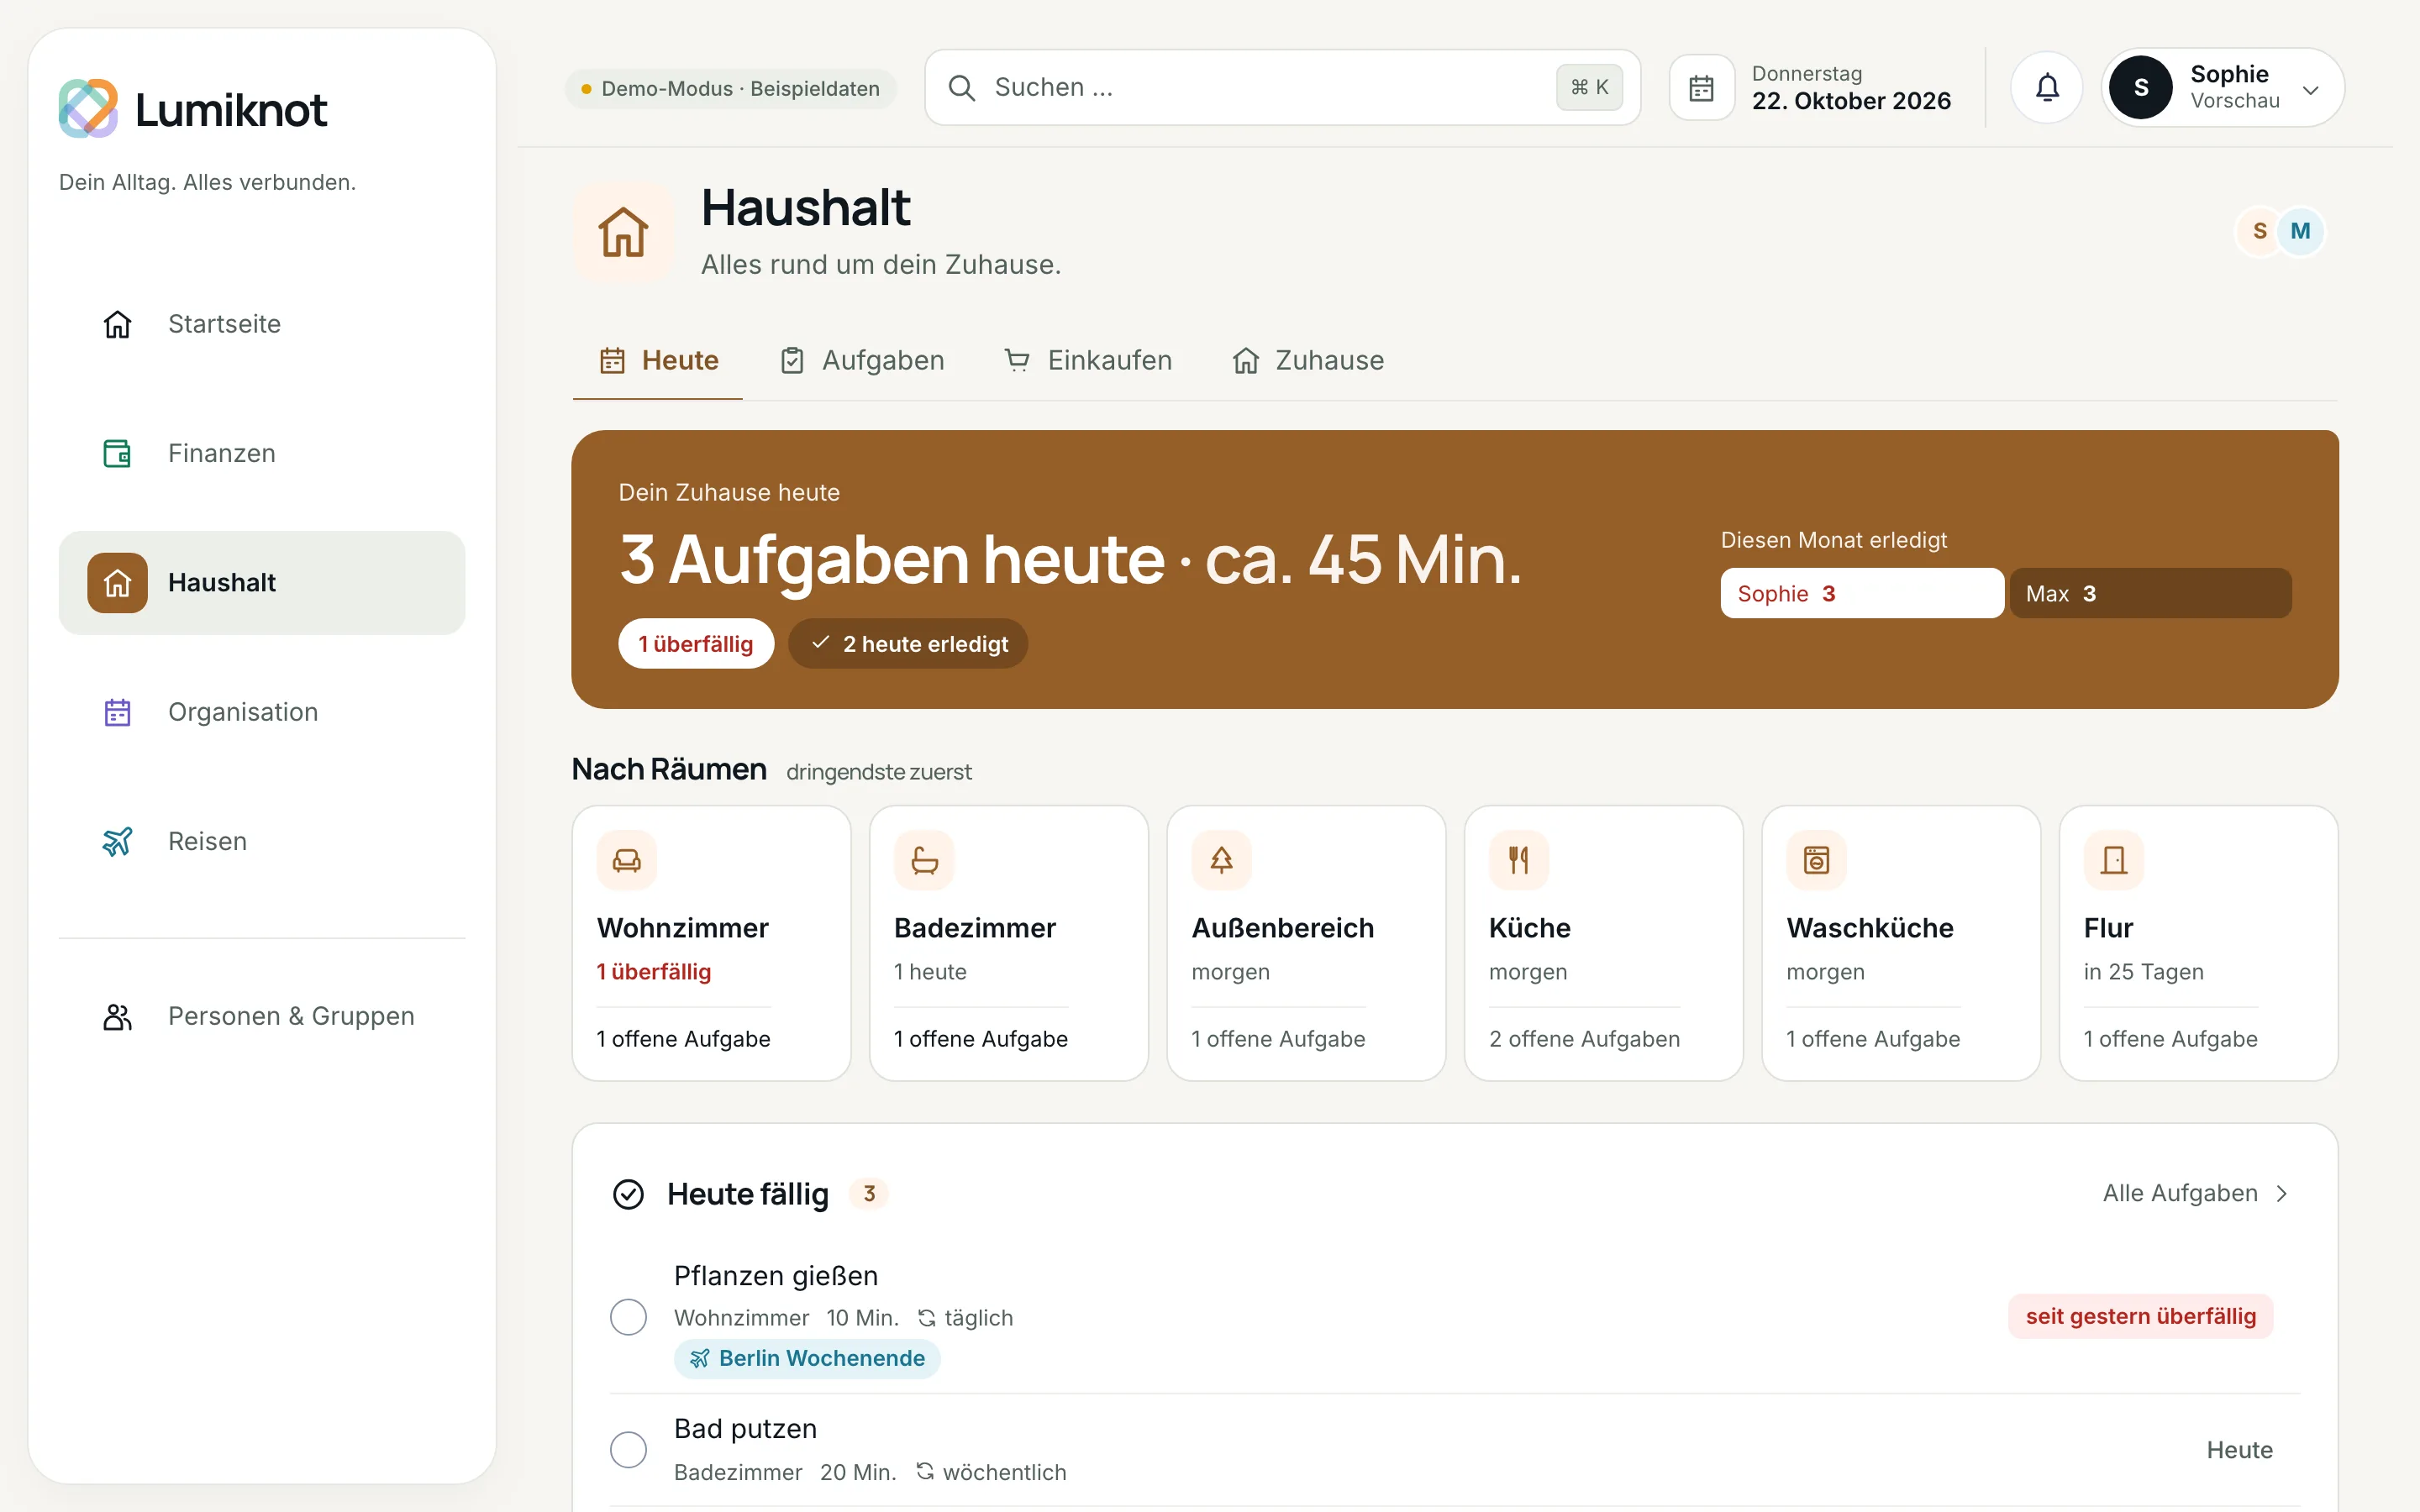 Lumiknot
Dein Alltag. Alles verbunden.
Startseite
Finanzen
Haushalt
Organisation
Reisen
Personen & Gruppen
Demo-Modus · Beispieldaten
Suchen ...
⌘ K
Donnerstag
22. Oktober 2026
S
Sophie
Vorschau
Haushalt
Alles rund um dein Zuhause.
S
M
Heute
Aufgaben
Einkaufen
Zuhause
Dein Zuhause heute
3 Aufgaben heute · ca. 45 Min.
1 überfällig
2 heute erledigt
Diesen Monat erledigt
Sophie 3
Max 3
Nach Räumen dringendste zuerst
Wohnzimmer
1 überfällig
1 offene Aufgabe
Badezimmer
1 heute
1 offene Aufgabe
Außenbereich
morgen
1 offene Aufgabe
Küche
morgen
2 offene Aufgaben
Waschküche
morgen
1 offene Aufgabe
Flur
in 25 Tagen
1 offene Aufgabe
Heute fällig 3
Alle Aufgaben
Pflanzen gießen
Wohnzimmer 10 Min. täglich
Berlin Wochenende
seit gestern überfällig
Bad putzen
Badezimmer 20 Min. wöchentlich
Heute